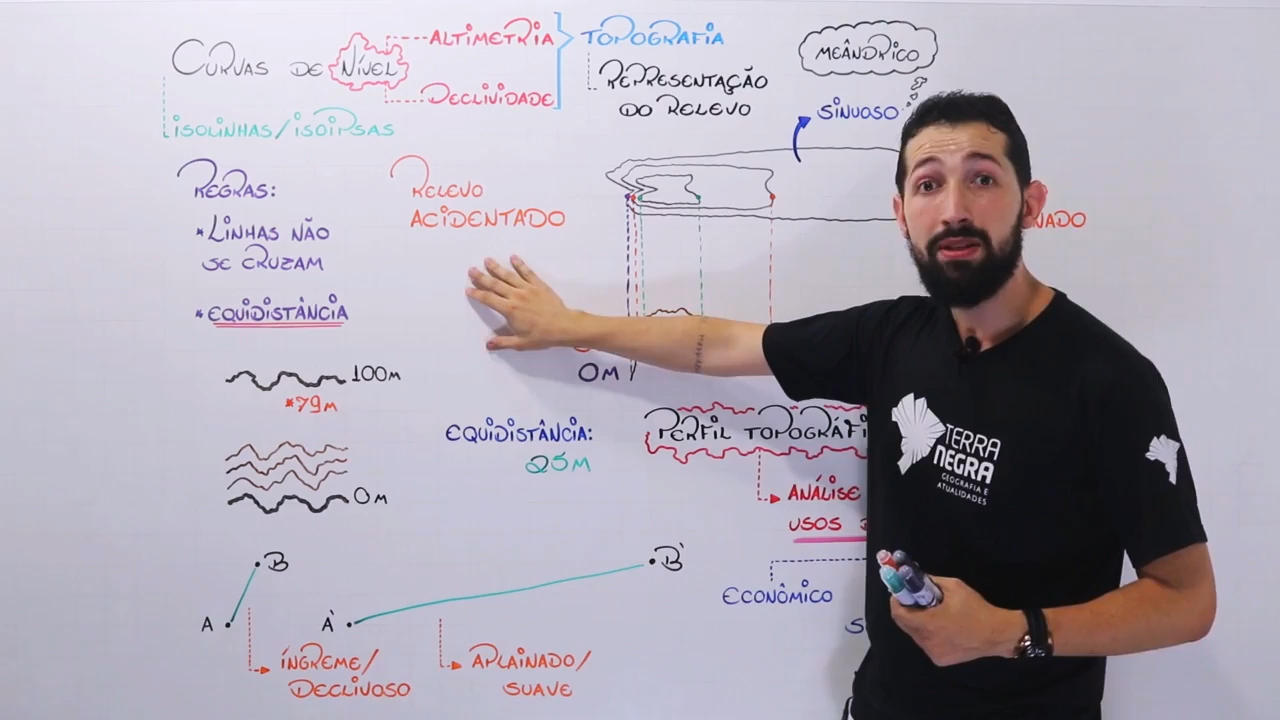 CURVAS DE NÍVEL
ALTIMETRIA
DECLIVIDADE
TOPOGRAFIA
REPRESENTAÇÃO
DO RELEVO
MEÂNDRICO
SINUOSO
ISOLINHAS/ISOIPSAS
REGRAS:
*LINHAS NÃO
SE CRUZAM
*EQUIDISTÂNCIA
RELEVO
ACIDENTADO
100M
*79M
0M
0M
EQUIDISTÂNCIA:
25M
PERFIL TOPOGRÁFI
ANÁLISE
USOS
ECONÔMICO
A
B
A`
B`
ÍNGREME/
DECLIVOSO
APLAINADO/
SUAVE
TERRA
NEGRA
GEOGRAFIA E
ATUALIDADES